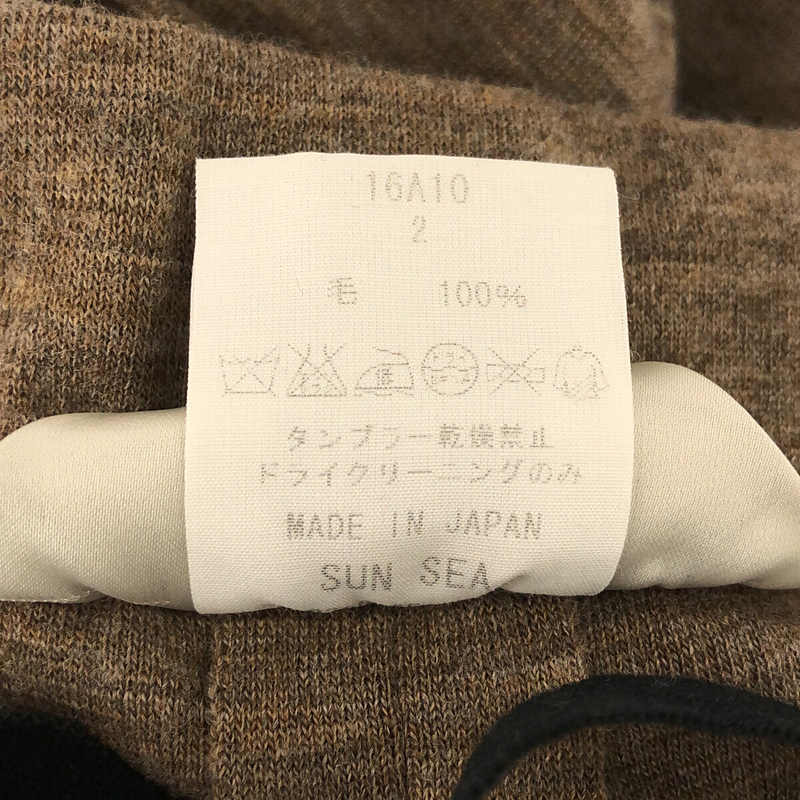 16A10
2
毛 100%
低
タンブラー乾燥禁止
ドライクリーニングのみ
MADE IN JAPAN
SUN SEA